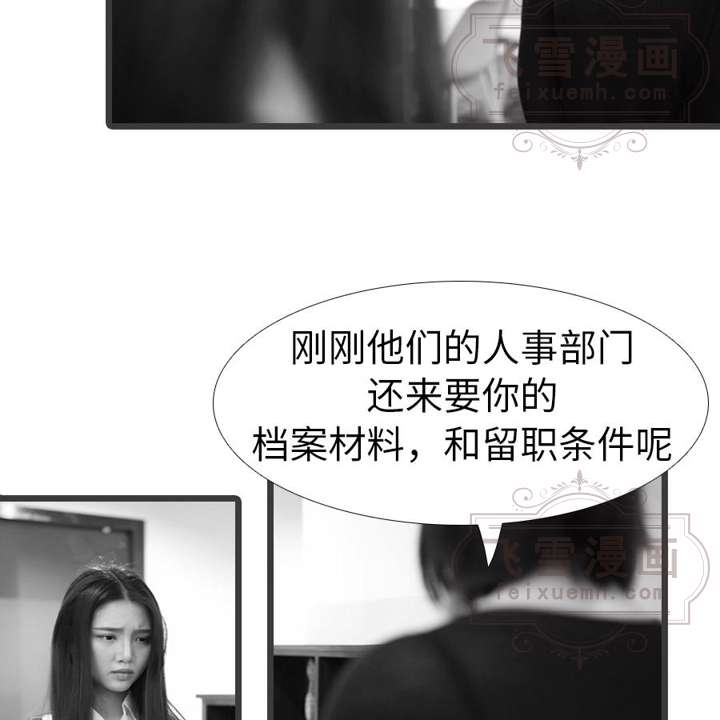 飞雪漫画
feixuemh.com
刚刚他们的人事部门
还来要你的
档案材料，和留职条件呢
飞雪漫画
feixuemh.com